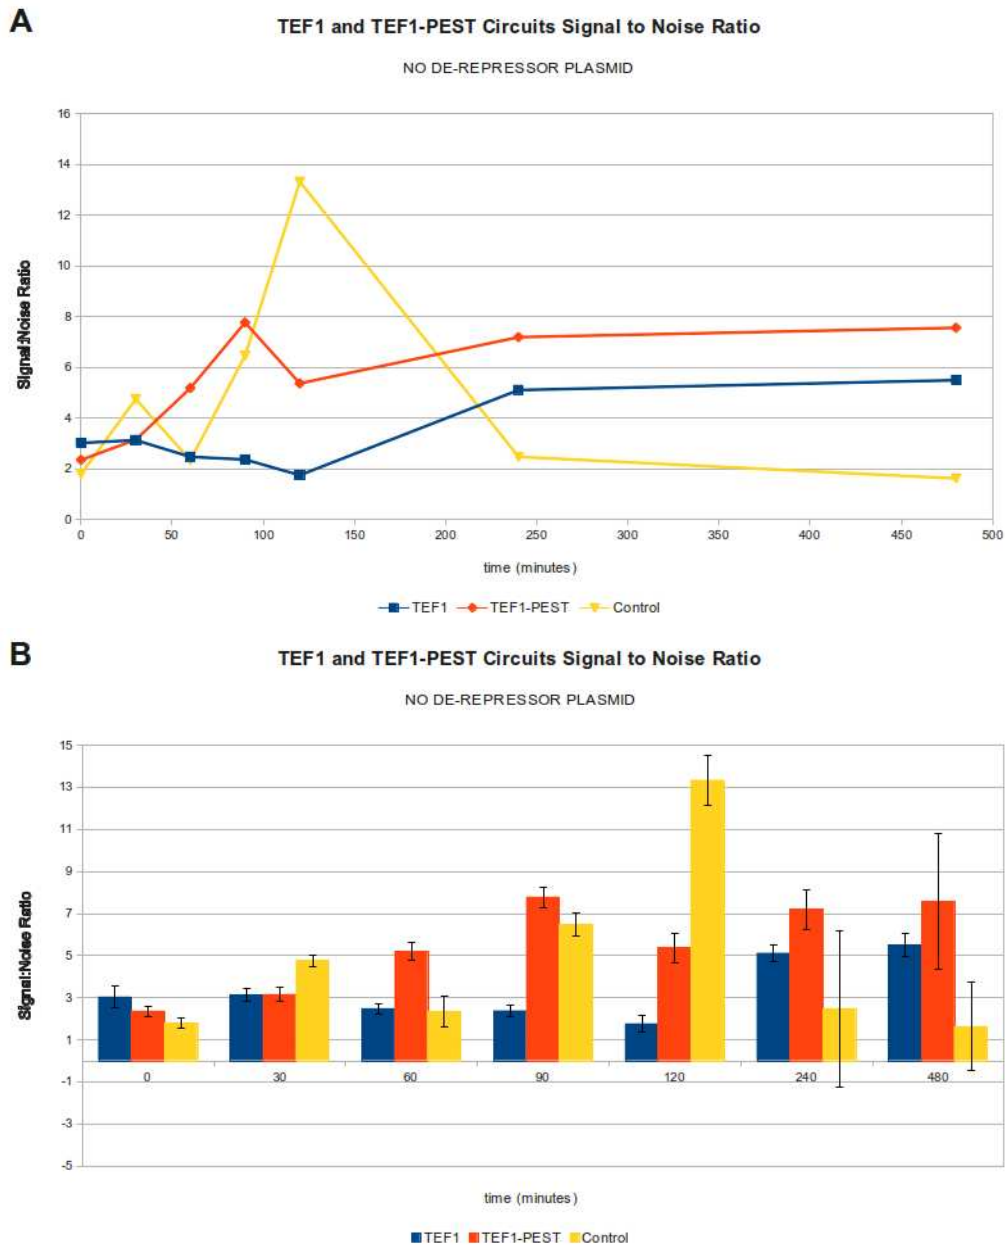 A
TEF1 and TEF1-PEST Circuits Signal to Noise Ratio
NO DE-REPRESSOR PLASMID
16
14
12
10
8
6
4
2
0
Signal:Noise Ratio
0 50 100 150 200 250 300 350 400 450 500
time (minutes)
TEF1 TEF1-PEST Control
B
TEF1 and TEF1-PEST Circuits Signal to Noise Ratio
NO DE-REPRESSOR PLASMID
15
13
11
9
7
5
3
1
-1
-3
-5
Signal:Noise Ratio
0 30 60 90 120 240 480
time (minutes)
TEF1 TEF1-PEST Control